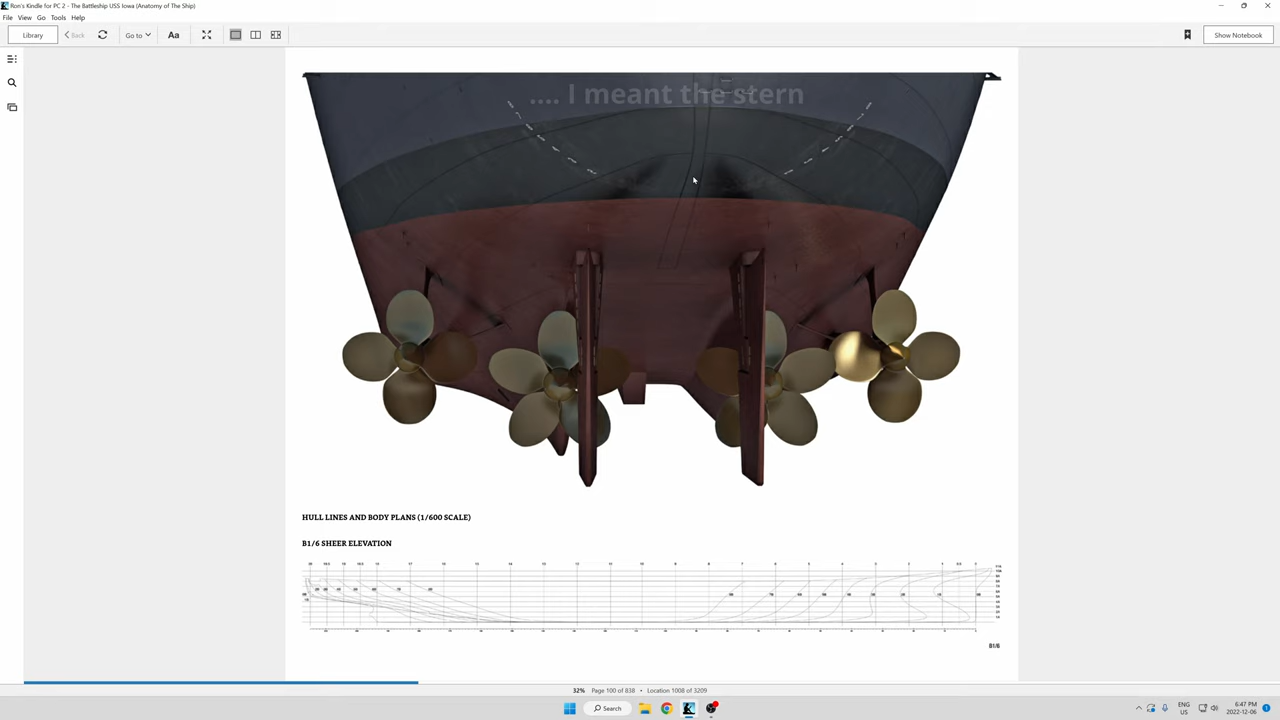 Ron's Kindle for PC 2 - The Battleship USS Iowa (Anatomy of The Ship)
File View Go Tools Help
Library Back Go to Aa Show Notebook
.... I meant the stern
HULL LINES AND BODY PLANS (1/600 SCALE)
B1/6 SHEER ELEVATION
B1/6
32% Page 100 of 838 • Location 1008 of 3209
Search
ENG
US
6:47 PM
2022-12-06